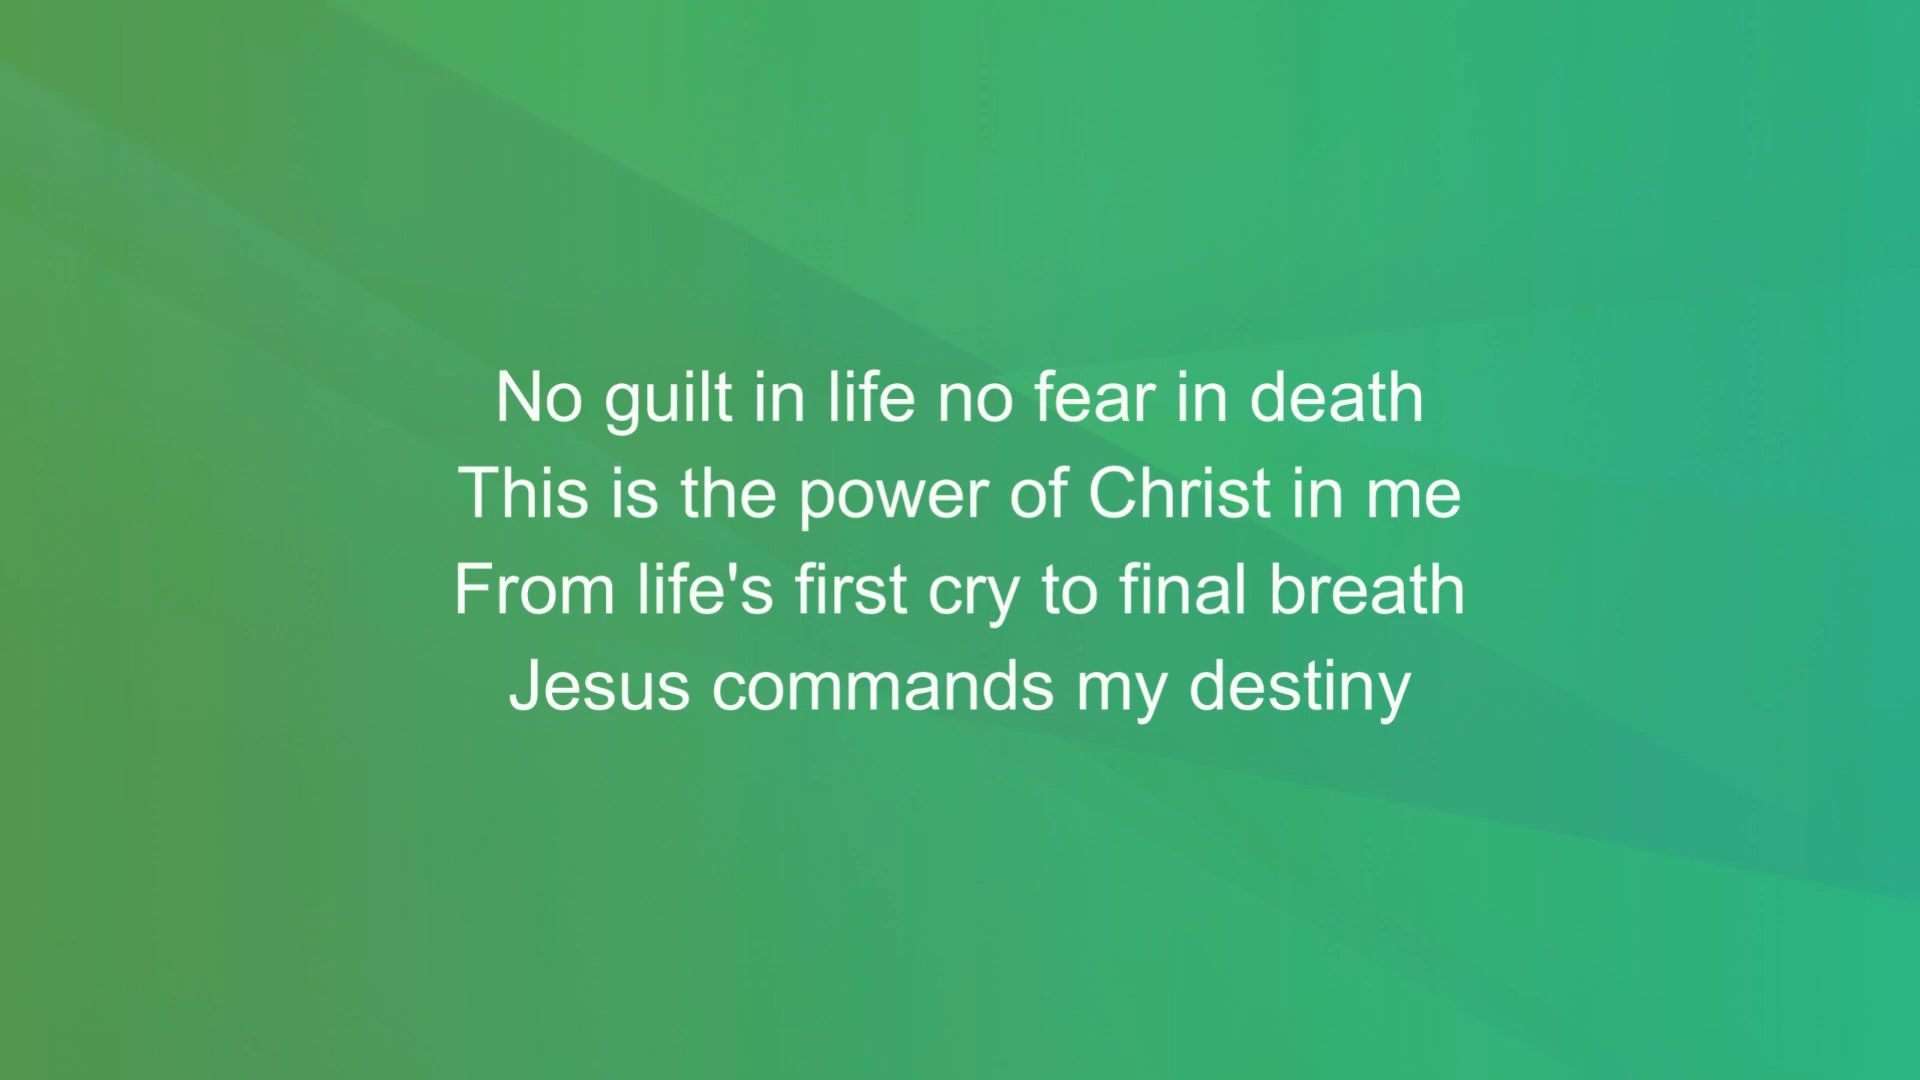 No guilt in life no fear in death
This is the power of Christ in me
From life's first cry to final breath
Jesus commands my destiny